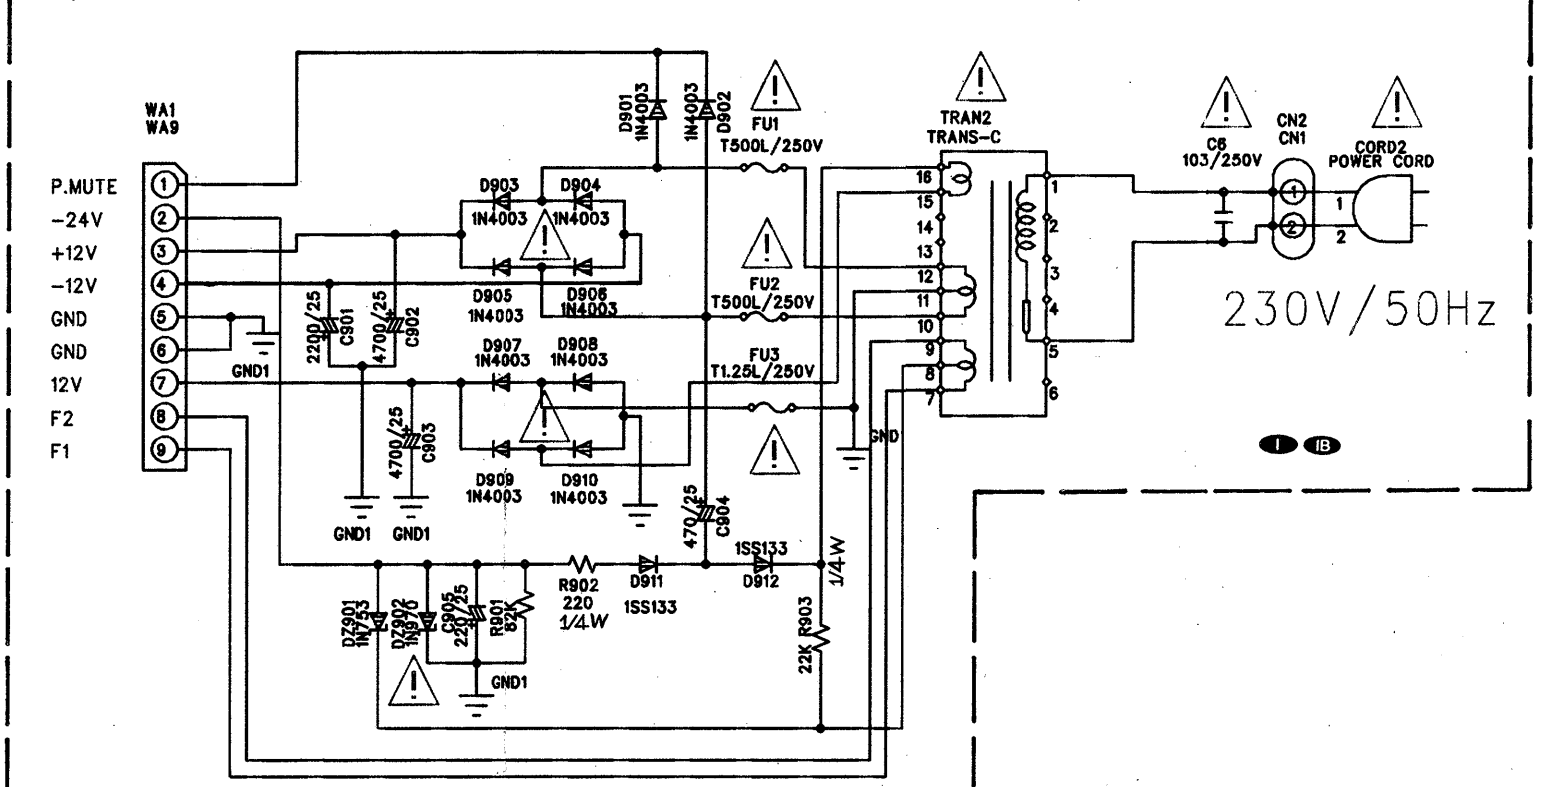 WA1
WA9
P.MUTE
1
-24V
2
+12V
3
-12V
4
GND
5
GND
6
12V
7
F2
8
F1
9
GND1
2200/25
C901
4700/25
C902
4700/25
C903
D901
1N4003
1N4003
D902
D903
1N4003
D904
1N4003
D905
1N4003
D906
1N4003
D907
1N4003
D908
1N4003
D909
1N4003
D910
1N4003
GND1
GND1
FU1
T500L/250V
FU2
T500L/250V
FU3
T1.25L/250V
GND
470/25
C904
1SS133
D912
1/4W
D911
1SS133
R902
220
1/4W
DZ901
1N753
DZ902
1N970
C905
220/25
R901
82K
GND1
22K R903
TRAN2
TRANS-C
16
15
14
13
12
11
10
9
8
7
1
2
3
4
5
6
C6
103/250V
CN2
CN1
1
2
CORD2
POWER CORD
1
2
230V/50Hz
I
IB
!
!
!
!
!
!
!
!
!